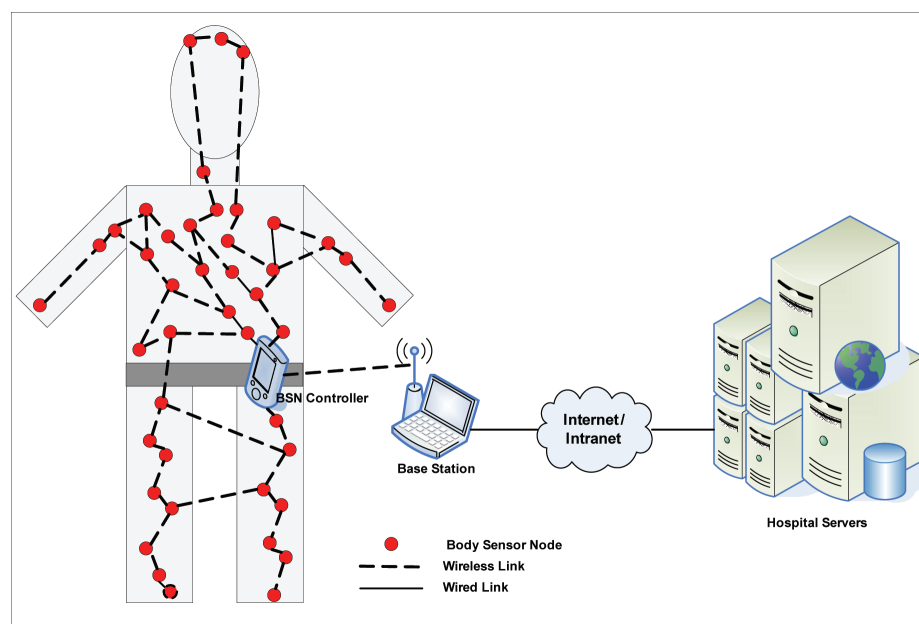 BSN Controller
Base Station
Internet/
Intranet
Hospital Servers
Body Sensor Node
Wireless Link
Wired Link